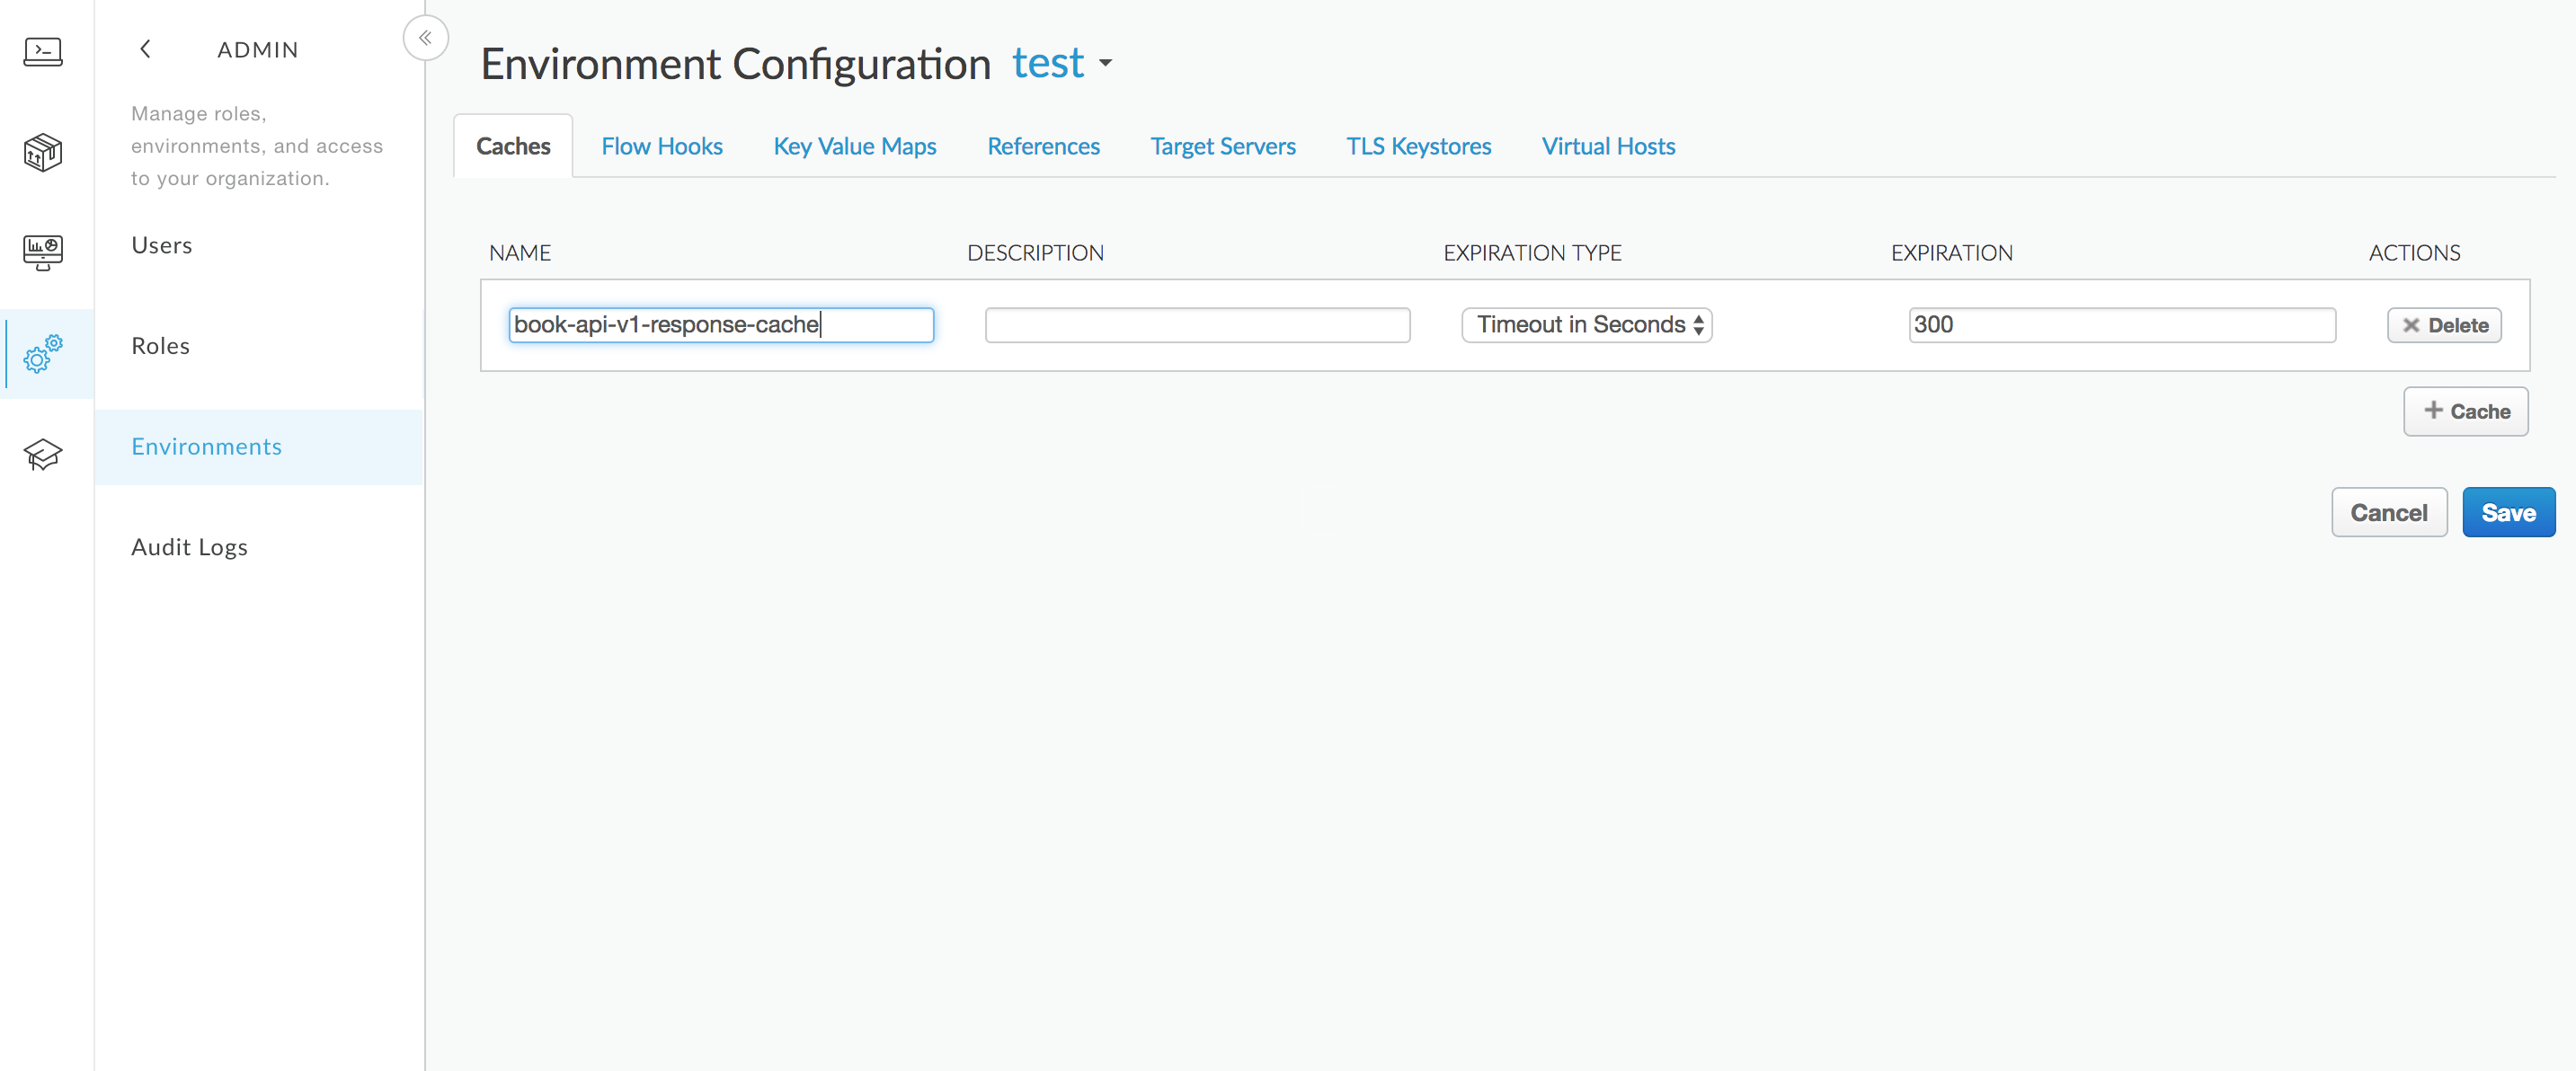 ADMIN
Manage roles,
environments, and access
to your organization.
Users
Roles
Environments
Audit Logs
Environment Configuration test
Caches Flow Hooks Key Value Maps References Target Servers TLS Keystores Virtual Hosts
NAME DESCRIPTION EXPIRATION TYPE EXPIRATION ACTIONS
book-api-v1-response-cache Timeout in Seconds 300 Delete
+ Cache
Cancel Save